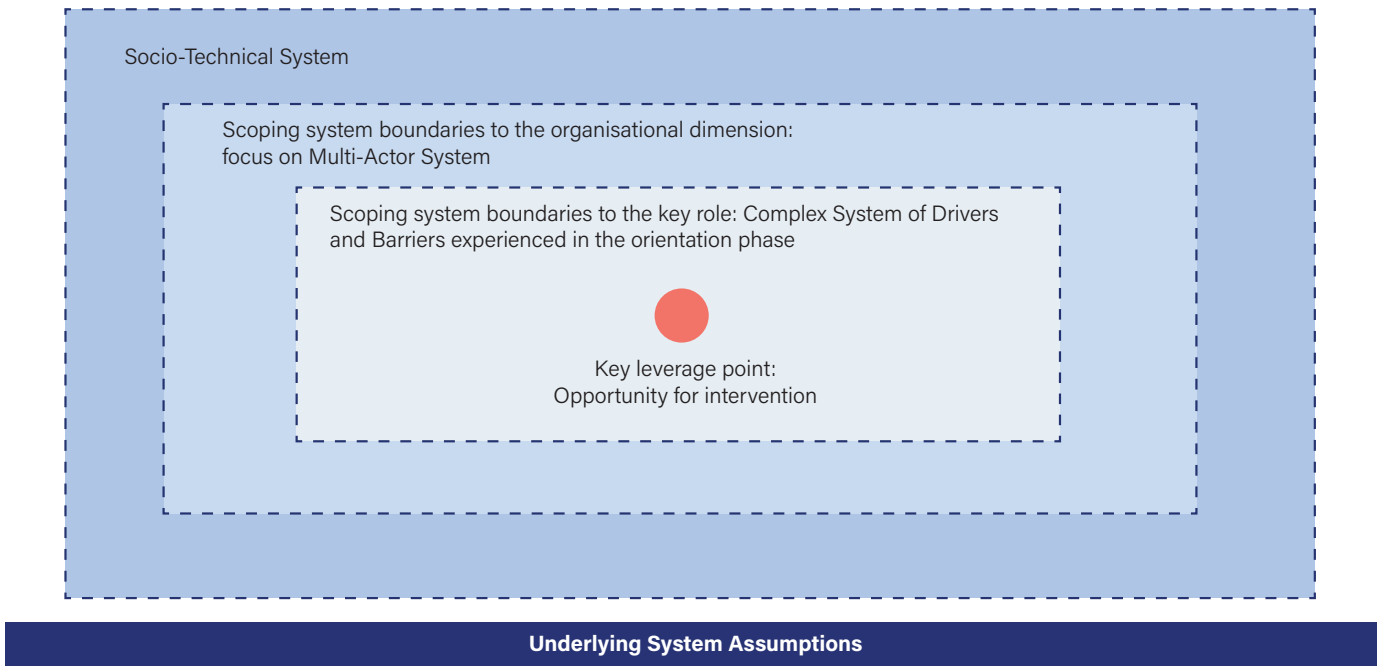 Socio-Technical System
Scoping system boundaries to the organisational dimension:
focus on Multi-Actor System
Scoping system boundaries to the key role: Complex System of Drivers
and Barriers experienced in the orientation phase
Key leverage point:
Opportunity for intervention
Underlying System Assumptions